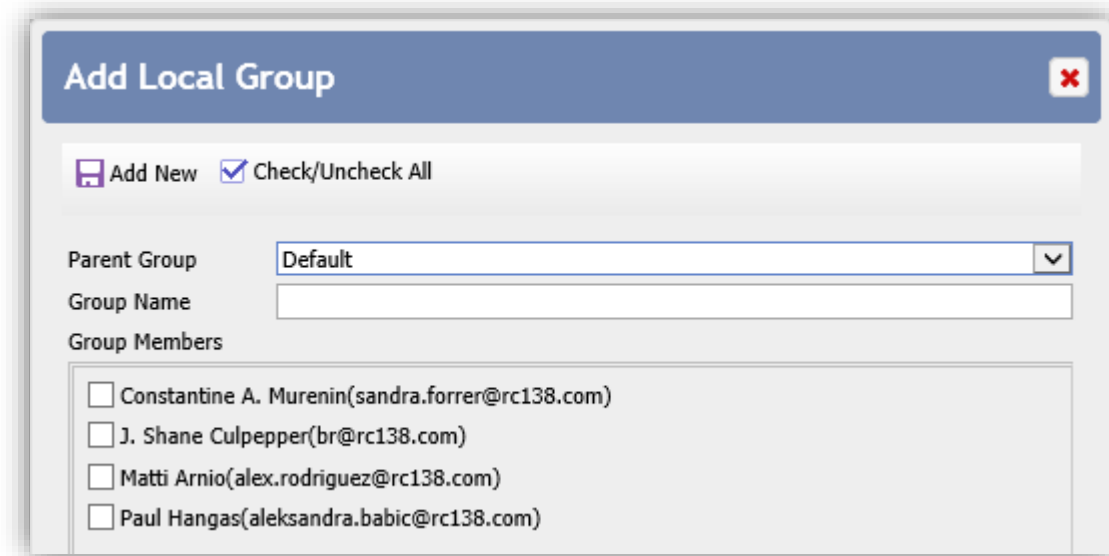 Add Local Group
Add New Check/Uncheck All
Parent Group Default
Group Name
Group Members
Constantine A. Murenin(sandra.forrer@rc138.com)
J. Shane Culpepper(br@rc138.com)
Matti Arnio(alex.rodriguez@rc138.com)
Paul Hangas(aleksandra.babic@rc138.com)